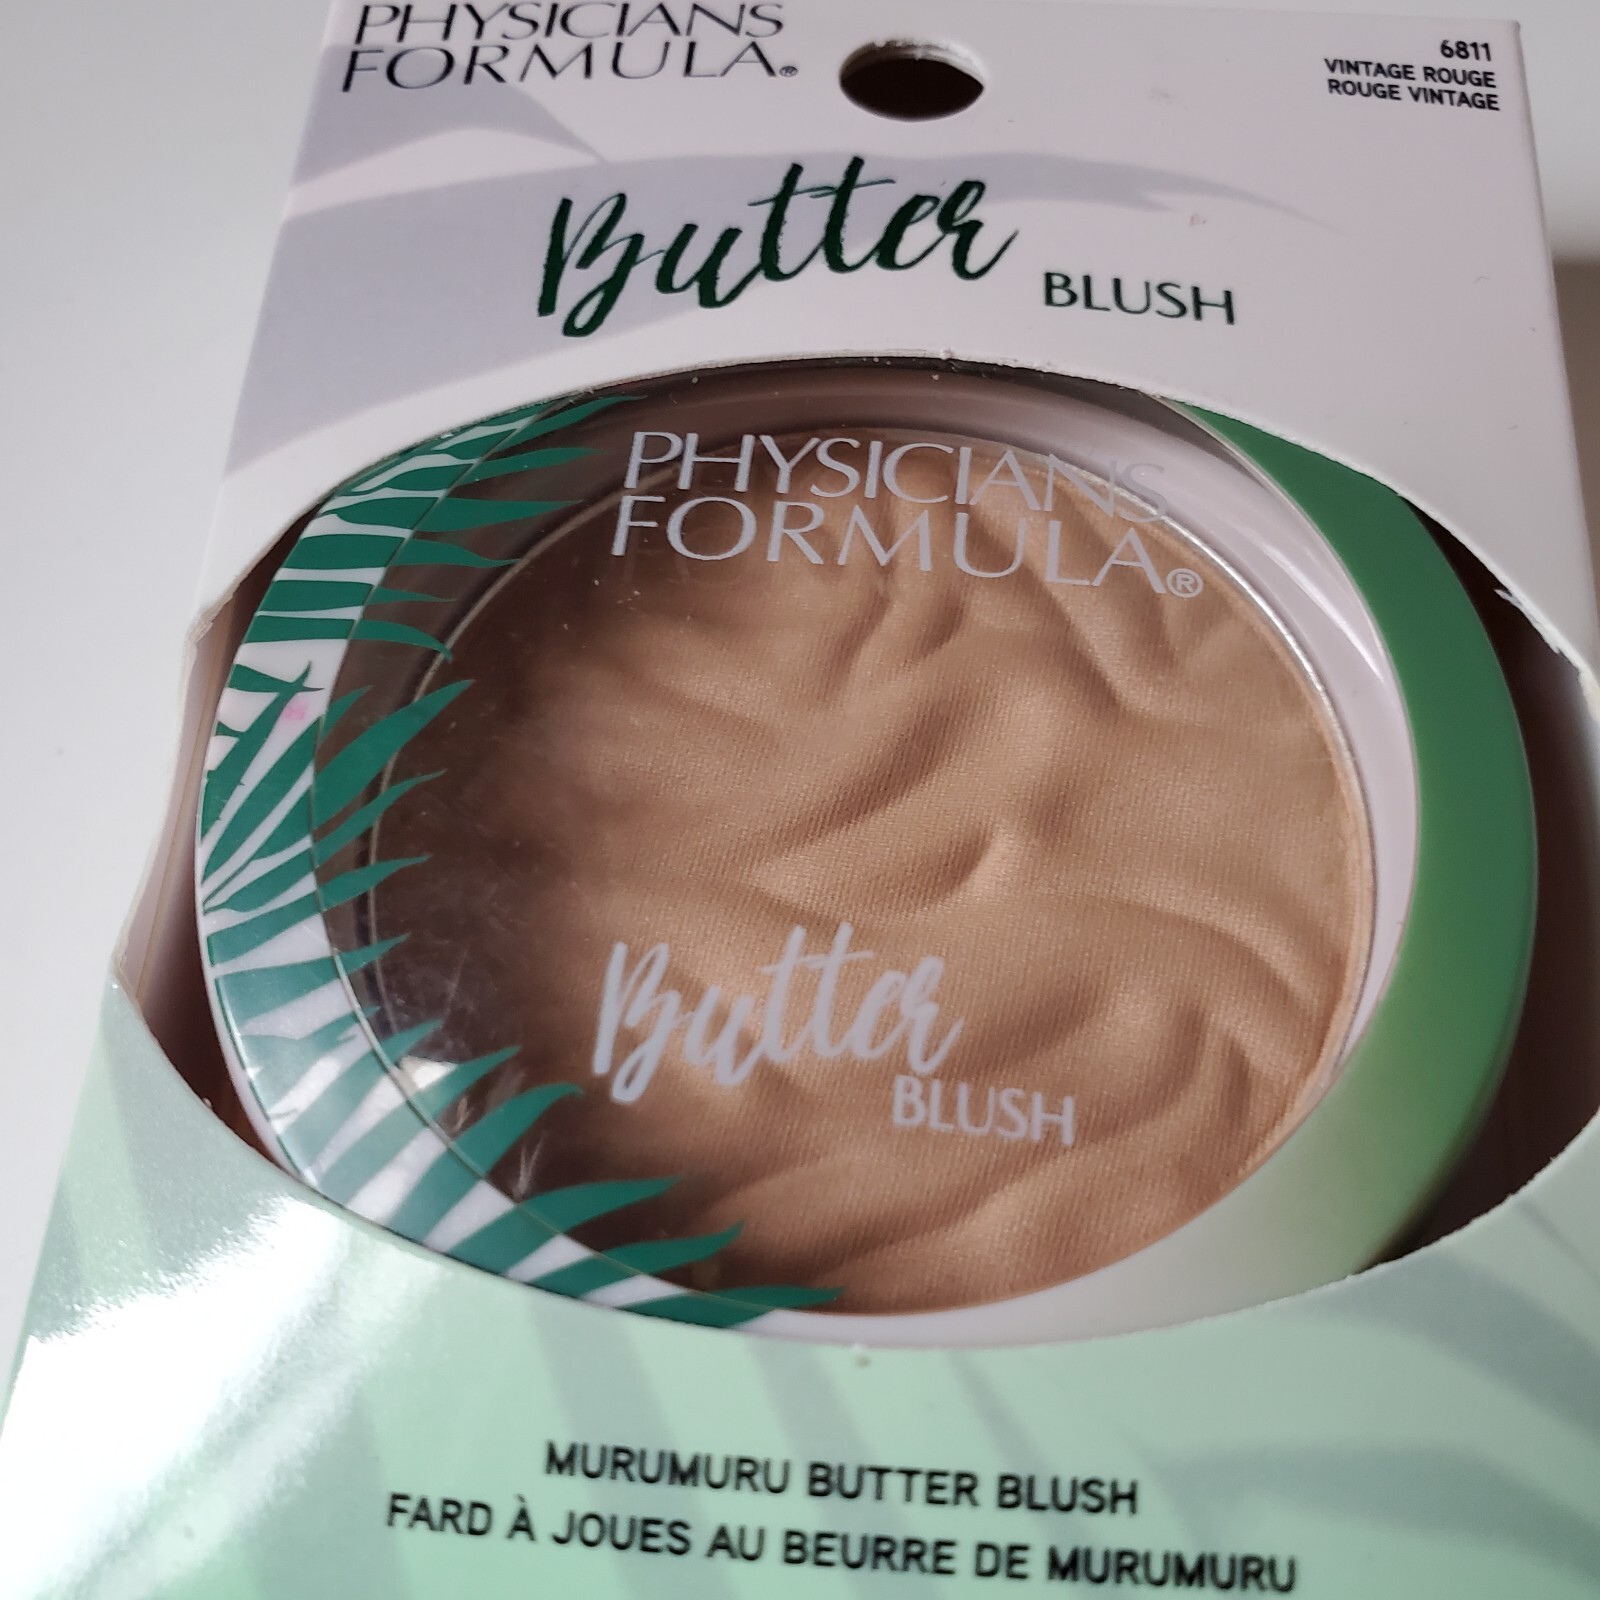 PHYSICIANS
FORMULA®
6811
VINTAGE ROUGE
ROUGE VINTAGE
Butter BLUSH
PHYSICIANS
FORMULA®
Butter
BLUSH
MURUMURU BUTTER BLUSH
FARD À JOUES AU BEURRE DE MURUMURU